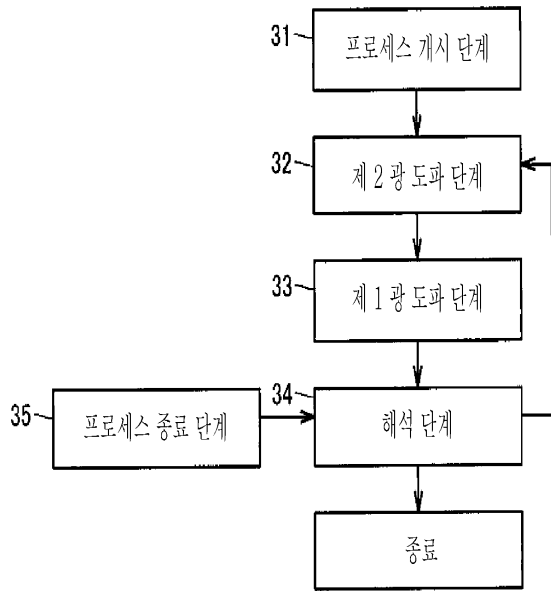 31
프로세스 개시 단계
32
제 2 광 도파 단계
33
제 1 광 도파 단계
34
35
프로세스 종료 단계
해석 단계
종료